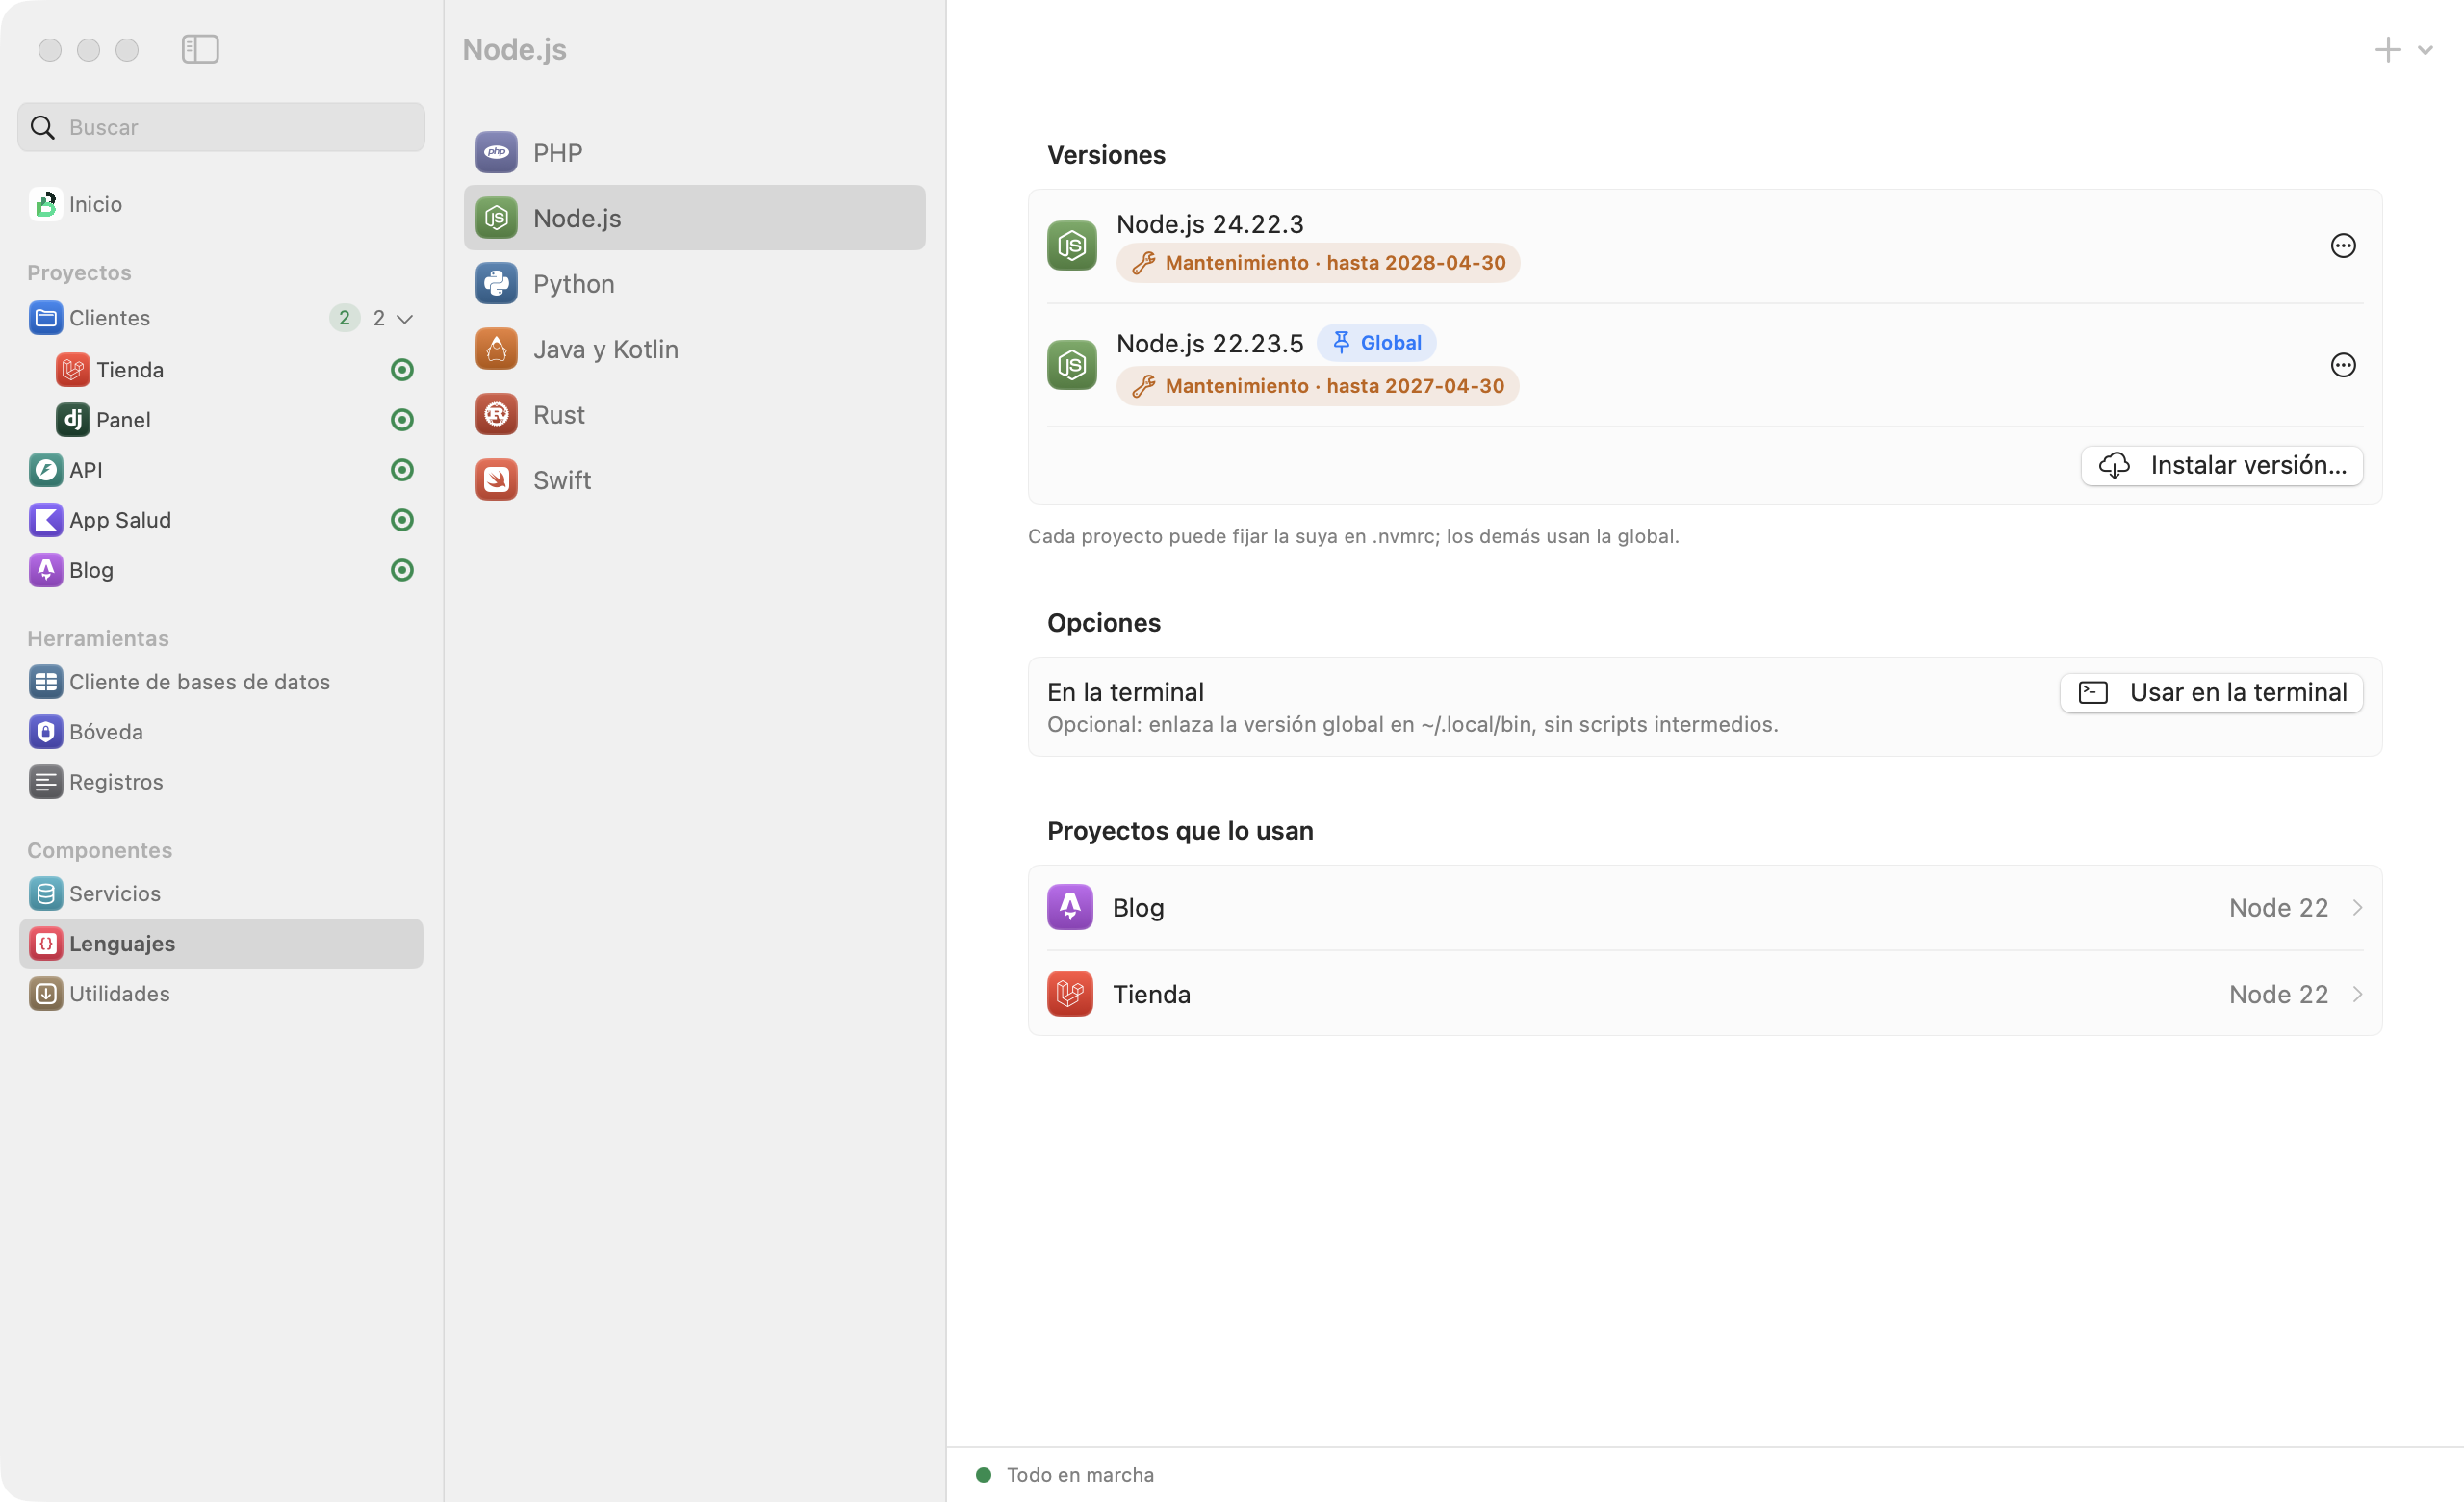 Node.js
Buscar
Inicio
Proyectos
Clientes 2 2
Tienda
Panel
API
App Salud
Blog
Herramientas
Cliente de bases de datos
Bóveda
Registros
Componentes
Servicios
Lenguajes
Utilidades
PHP
Node.js
Python
Java y Kotlin
Rust
Swift
Versiones
Node.js 24.22.3
Mantenimiento · hasta 2028-04-30
Node.js 22.23.5 Global
Mantenimiento · hasta 2027-04-30
Instalar versión...
Cada proyecto puede fijar la suya en .nvmrc; los demás usan la global.
Opciones
En la terminal
Usar en la terminal
Opcional: enlaza la versión global en ~/.local/bin, sin scripts intermedios.
Proyectos que lo usan
Blog Node 22
Tienda Node 22
Todo en marcha